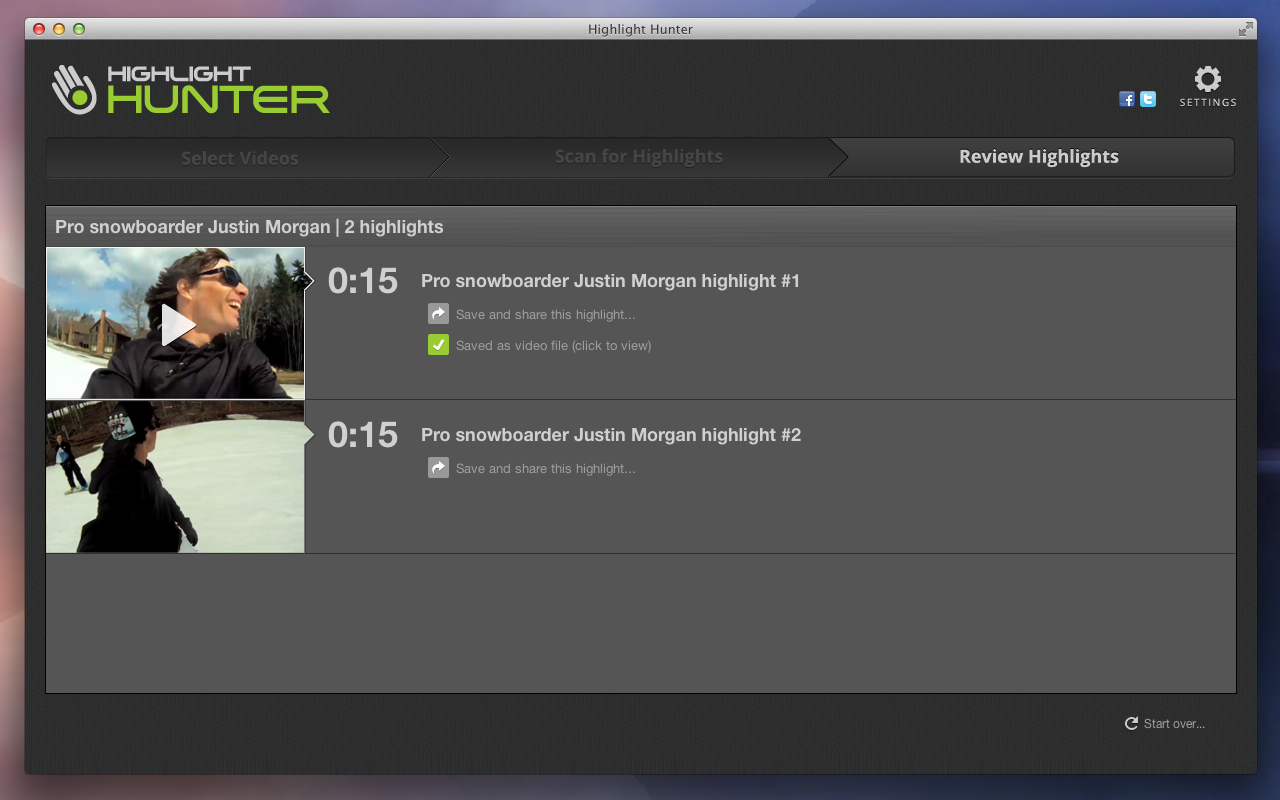 Highlight Hunter
HIGHLIGHT
HUNTER
SETTINGS
Select Videos
Scan for Highlights
Review Highlights
Pro snowboarder Justin Morgan | 2 highlights
0:15
Pro snowboarder Justin Morgan highlight #1
Save and share this highlight...
Saved as video file (click to view)
0:15
Pro snowboarder Justin Morgan highlight #2
Save and share this highlight...
Start over...